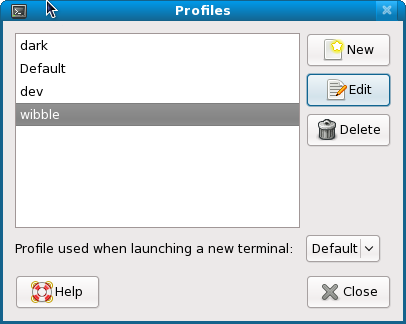 Profiles
dark
Default
dev
wibble
New
Edit
Delete
Profile used when launching a new terminal: Default
Help
Close